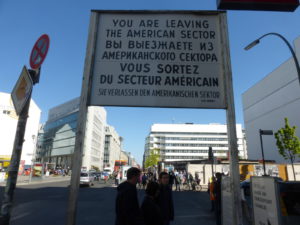 YOU ARE LEAVING
THE AMERICAN SECTOR
ВЫ ВЫЕЗЖАЕТЕ ИЗ
АМЕРИКАНСКОГО СЕКТОРА
VOUS SORTEZ
DU SECTEUR AMÉRICAIN
SIE VERLASSEN DEN AMERIKANISCHEN SEKTOR